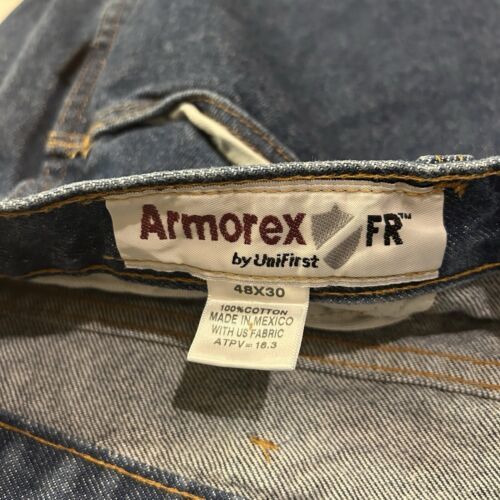 Armorex FR™
by UniFirst
48X30
100%COTTON
MADE IN MEXICO
WITH US FABRIC
ATPV= 16.3